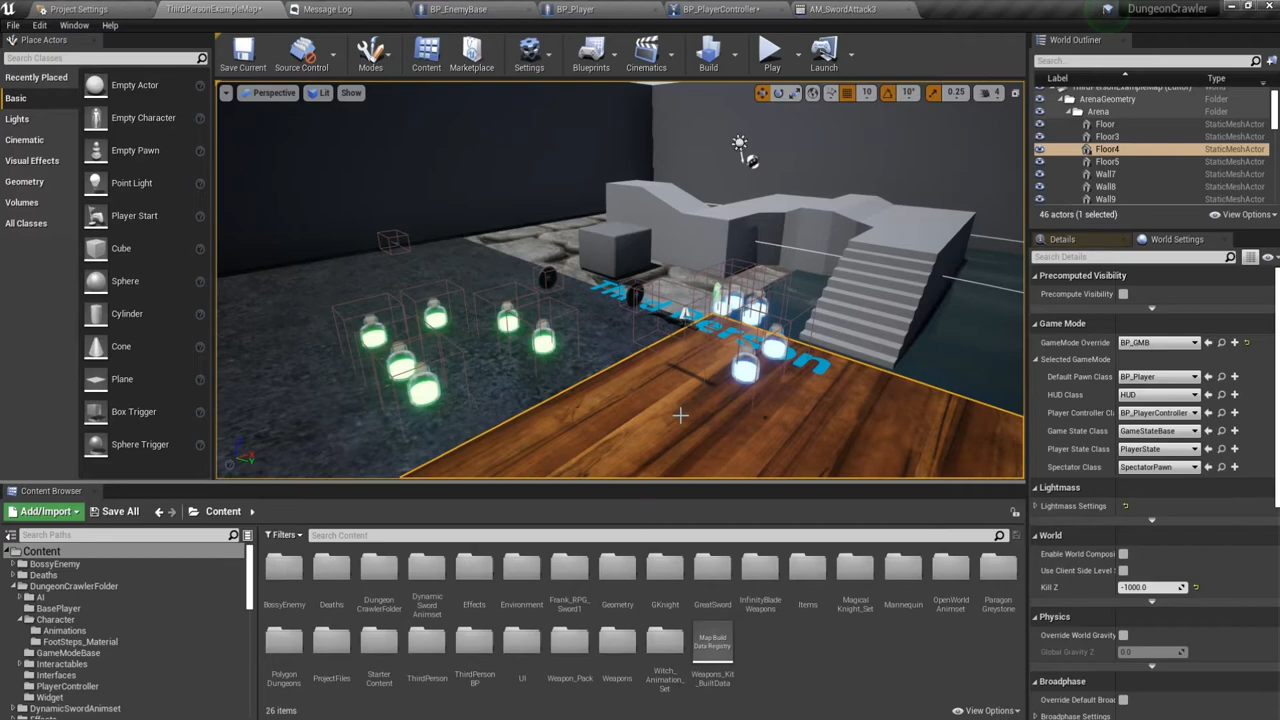 Project Settings
ThirdPersonExampleMap*
Message Log
BP_EnemyBase
BP_Player
BP_PlayerController*
AM_SwordAttack3
DungeonCrawler
File Edit Window Help
Place Actors
Search Classes
Recently Placed
Basic
Lights
Cinematic
Visual Effects
Geometry
Volumes
All Classes
Empty Actor
Empty Character
Empty Pawn
Point Light
Player Start
Cube
Sphere
Cylinder
Cone
Plane
Box Trigger
Sphere Trigger
Save Current
Source Control
Modes
Content
Marketplace
Settings
Blueprints
Cinematics
Build
Play
Launch
Perspective Lit Show
10 10° 0.25 4
Third Person
World Outliner
Search...
Label Type
ThirdPersonExampleMap (Editor) World
ArenaGeometry Folder
Arena Folder
Floor StaticMeshActor
Floor3 StaticMeshActor
Floor4 StaticMeshActor
Floor5 StaticMeshActor
Wall7 StaticMeshActor
Wall8 StaticMeshActor
Wall9 StaticMeshActor
46 actors (1 selected) View Options
Details World Settings
Search Details
Precomputed Visibility
Precompute Visibility
Game Mode
GameMode Override BP_GMB
Selected GameMode
Default Pawn Class BP_Player
HUD Class HUD
Player Controller Cl BP_PlayerController
Game State Class GameStateBase
Player State Class PlayerState
Spectator Class SpectatorPawn
Lightmass
Lightmass Settings
World
Enable World Composi
Use Client Side Level
Kill Z -1000.0
Physics
Override World Gravity
Global Gravity Z 0.0
Broadphase
Override Default Broad
Broadphase Settings
Content Browser
Add/Import Save All Content
Search Paths
Filters Search Content
Content
BossyEnemy
Deaths
DungeonCrawlerFolder
AI
BasePlayer
Character
Animations
FootSteps_Material
GameModeBase
Interactables
Interfaces
PlayerController
Widget
DynamicSwordAnimset
Effects
BossyEnemy
Deaths
Dungeon
CrawlerFolder
Dynamic
Sword
Animset
Effects
Environment
Frank_RPG_
Sword1
Geometry
GKnight
GreatSword
InfinityBlade
Weapons
Items
Magical
Knight_Set
Mannequin
OpenWorld
Animset
Paragon
Greystone
Map Build
Data Registry
Polygon
Dungeons
ProjectFiles
Starter
Content
ThirdPerson
ThirdPerson
BP
UI
Weapon_Pack
Weapons
Witch_
Animation_
Set
Weapons_Kit
_BuiltData
26 items
View Options